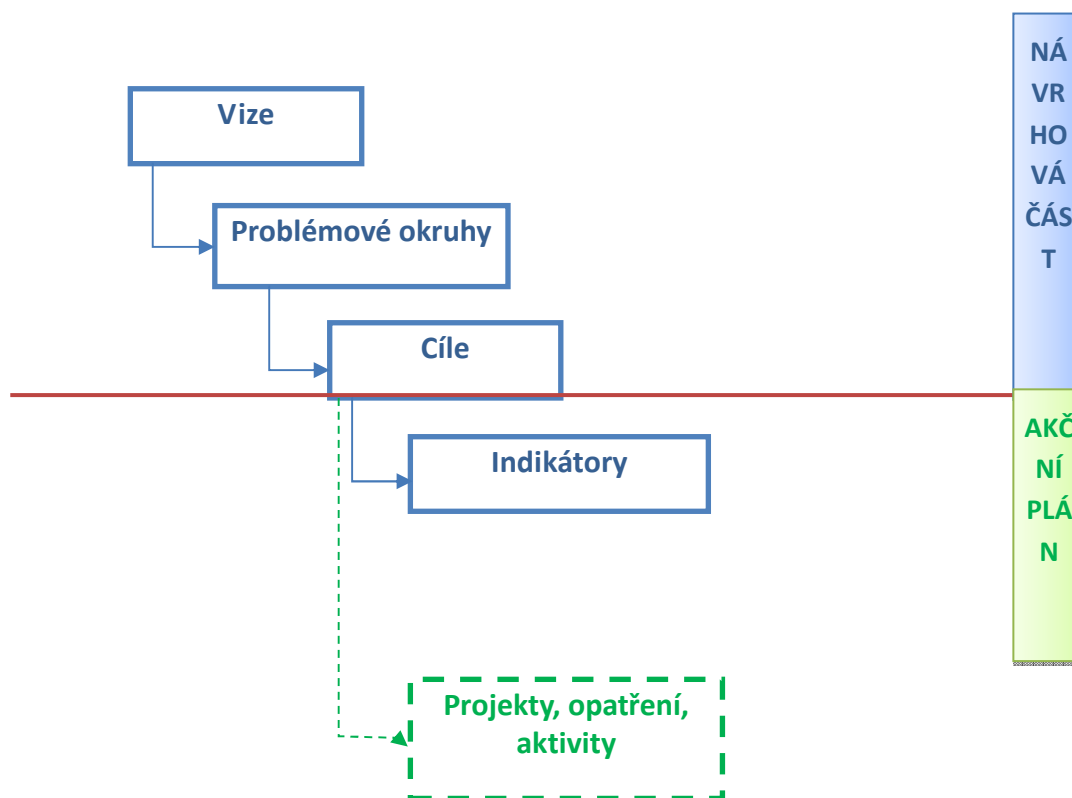 Vize
Problémové okruhy
Cíle
Indikátory
Projekty, opatření,
aktivity
NÁ
VR
HO
VÁ
ČÁS
T
AKČ
NÍ
PLÁ
N